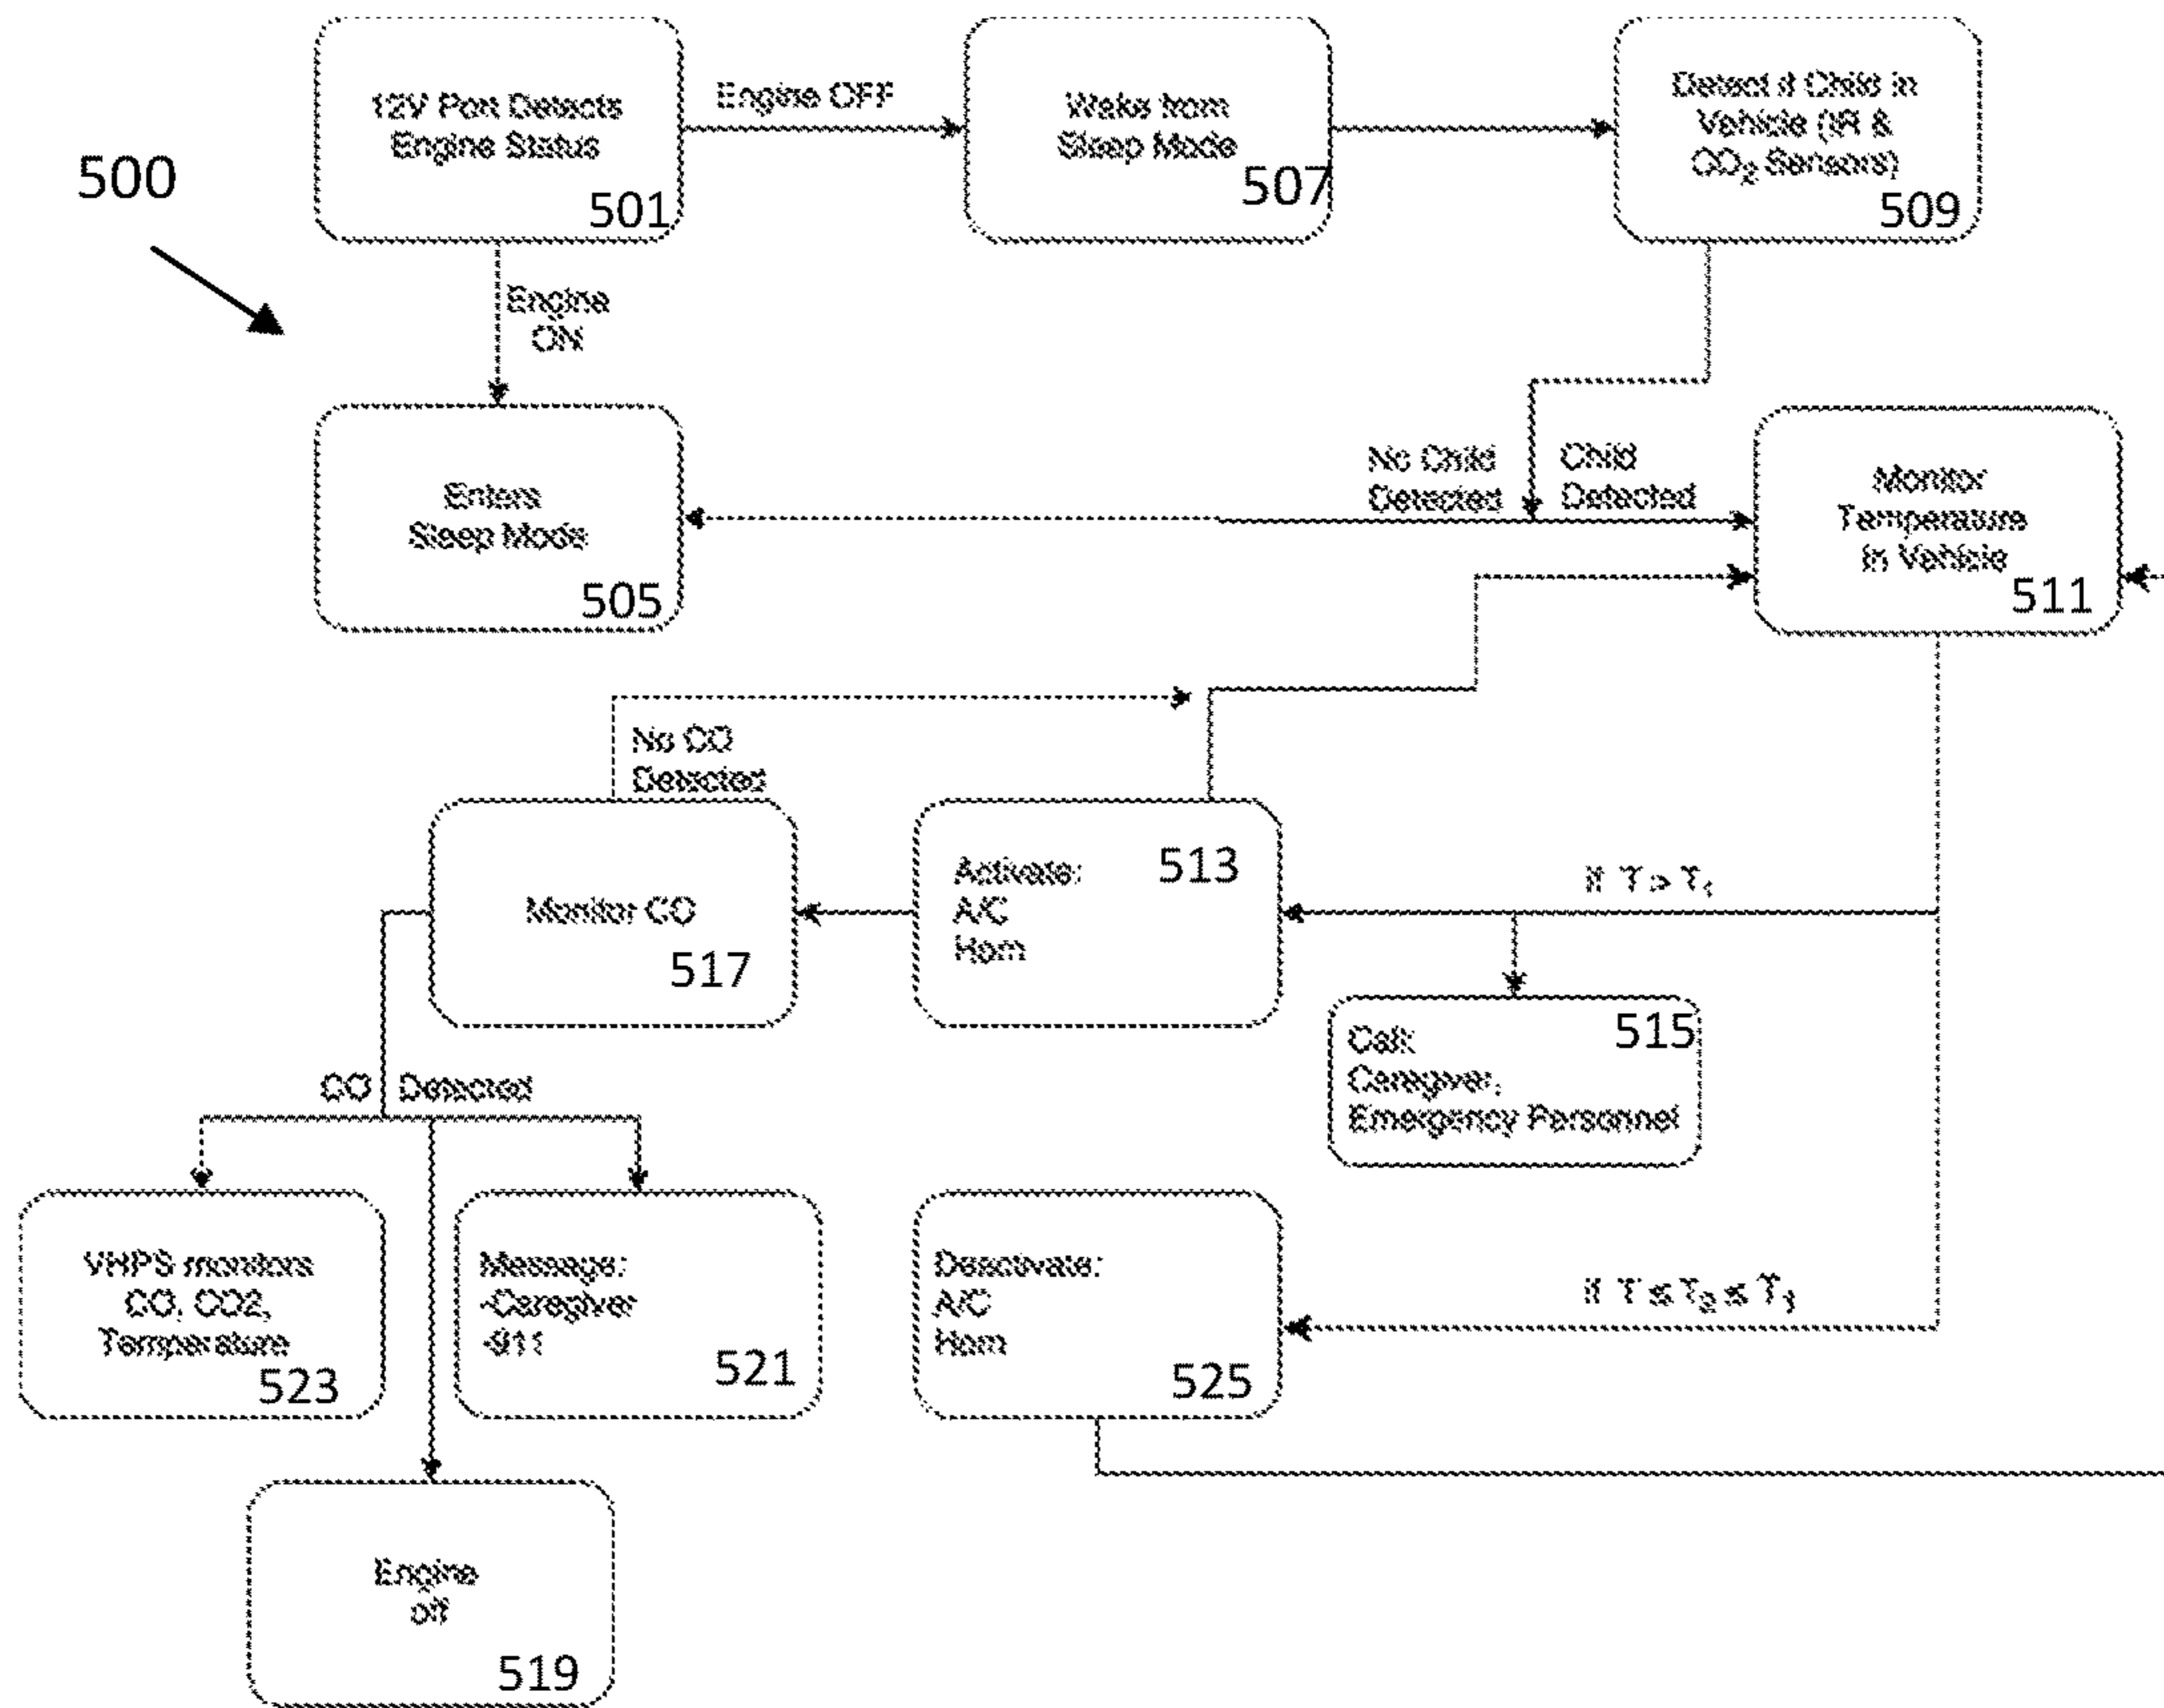 500
12V Port Detects
Engine Status
501
Engine OFF
Wake from
Sleep Mode
507
Detect if Child in
Vehicle (IR &
CO₂ Sensors)
509
Engine
ON
Enters
Sleep Mode
505
No Child
Detected
Child
Detected
Monitor
Temperature
in Vehicle
511
No CO
Detected
Monitor CO
517
Activate:
A/C
Horn
513
if T > T₁
Call:
Caregiver,
Emergency Personnel
515
CO Detected
VHPS monitors
CO, CO2,
Temperature
523
Message:
-Caregiver
-911
521
Deactivate:
A/C
Horn
525
if T ≤ T₂ ≤ T₁
Engine
off
519